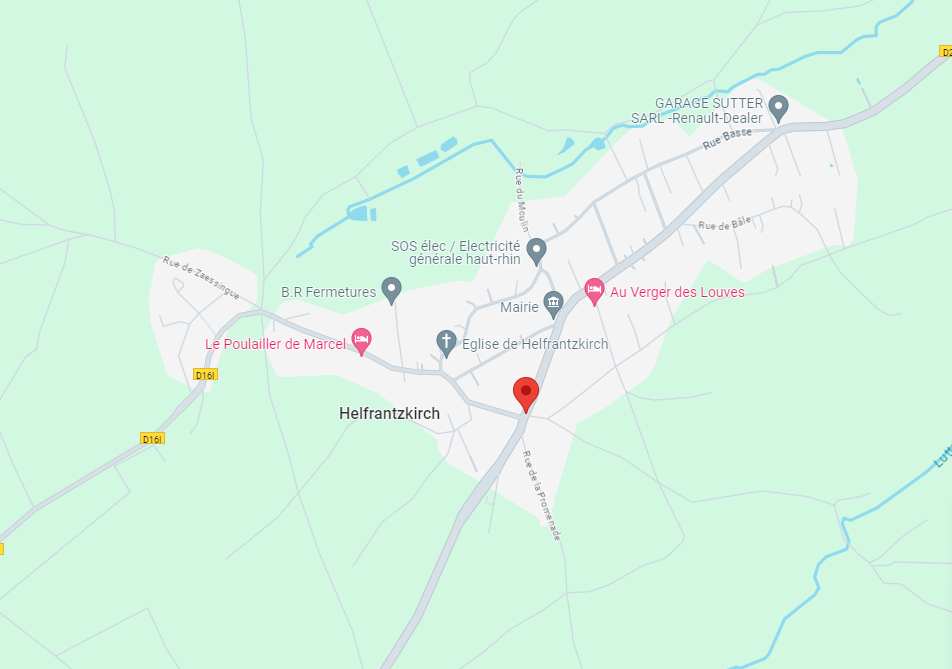 D2
GARAGE SUTTER
SARL -Renault-Dealer
Rue Basse
Rue du Moulin
Rue de Bâle
SOS élec / Electricité
générale haut-rhin
Rue de Zaessingue
B.R Fermetures
Au Verger des Louves
Mairie
Le Poulailler de Marcel
Eglise de Helfrantzkirch
D16I
Helfrantzkirch
D16I
Rue de la Promenade
Lutt